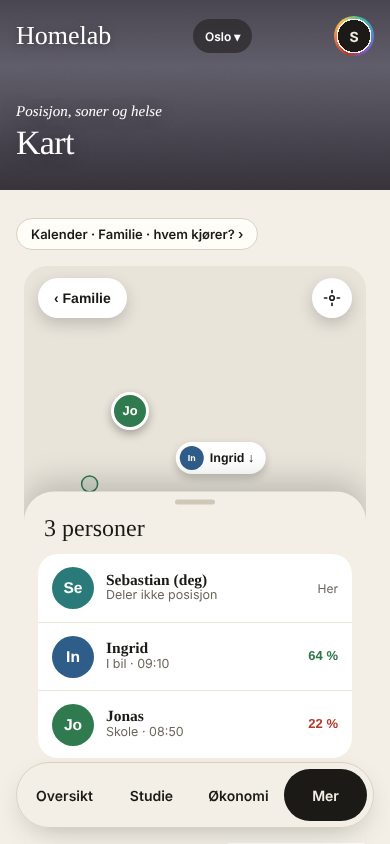 Homelab
Oslo ▾
S
Posisjon, soner og helse
Kart
Kalender · Familie · hvem kjører? ›
‹ Familie
Jo
In
Ingrid ↓
3 personer
Se
Sebastian (deg)
Deler ikke posisjon
Her
In
Ingrid
I bil · 09:10
64 %
Jo
Jonas
Skole · 08:50
22 %
Oversikt
Studie
Økonomi
Mer